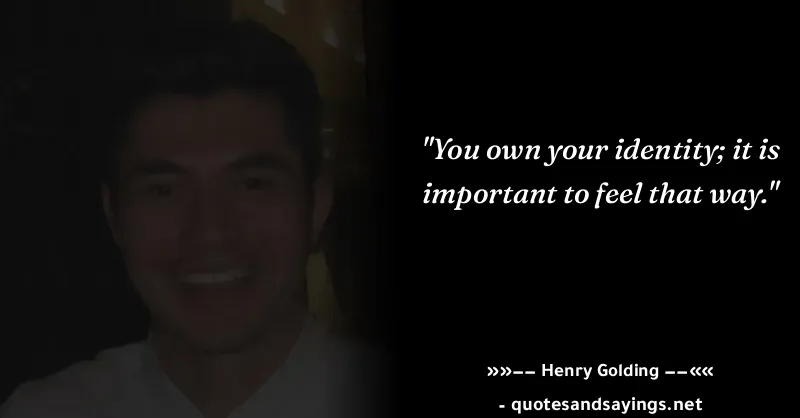 "You own your identity; it is
important to feel that way."
»»−− Henry Golding −−««
- quotesandsayings.net